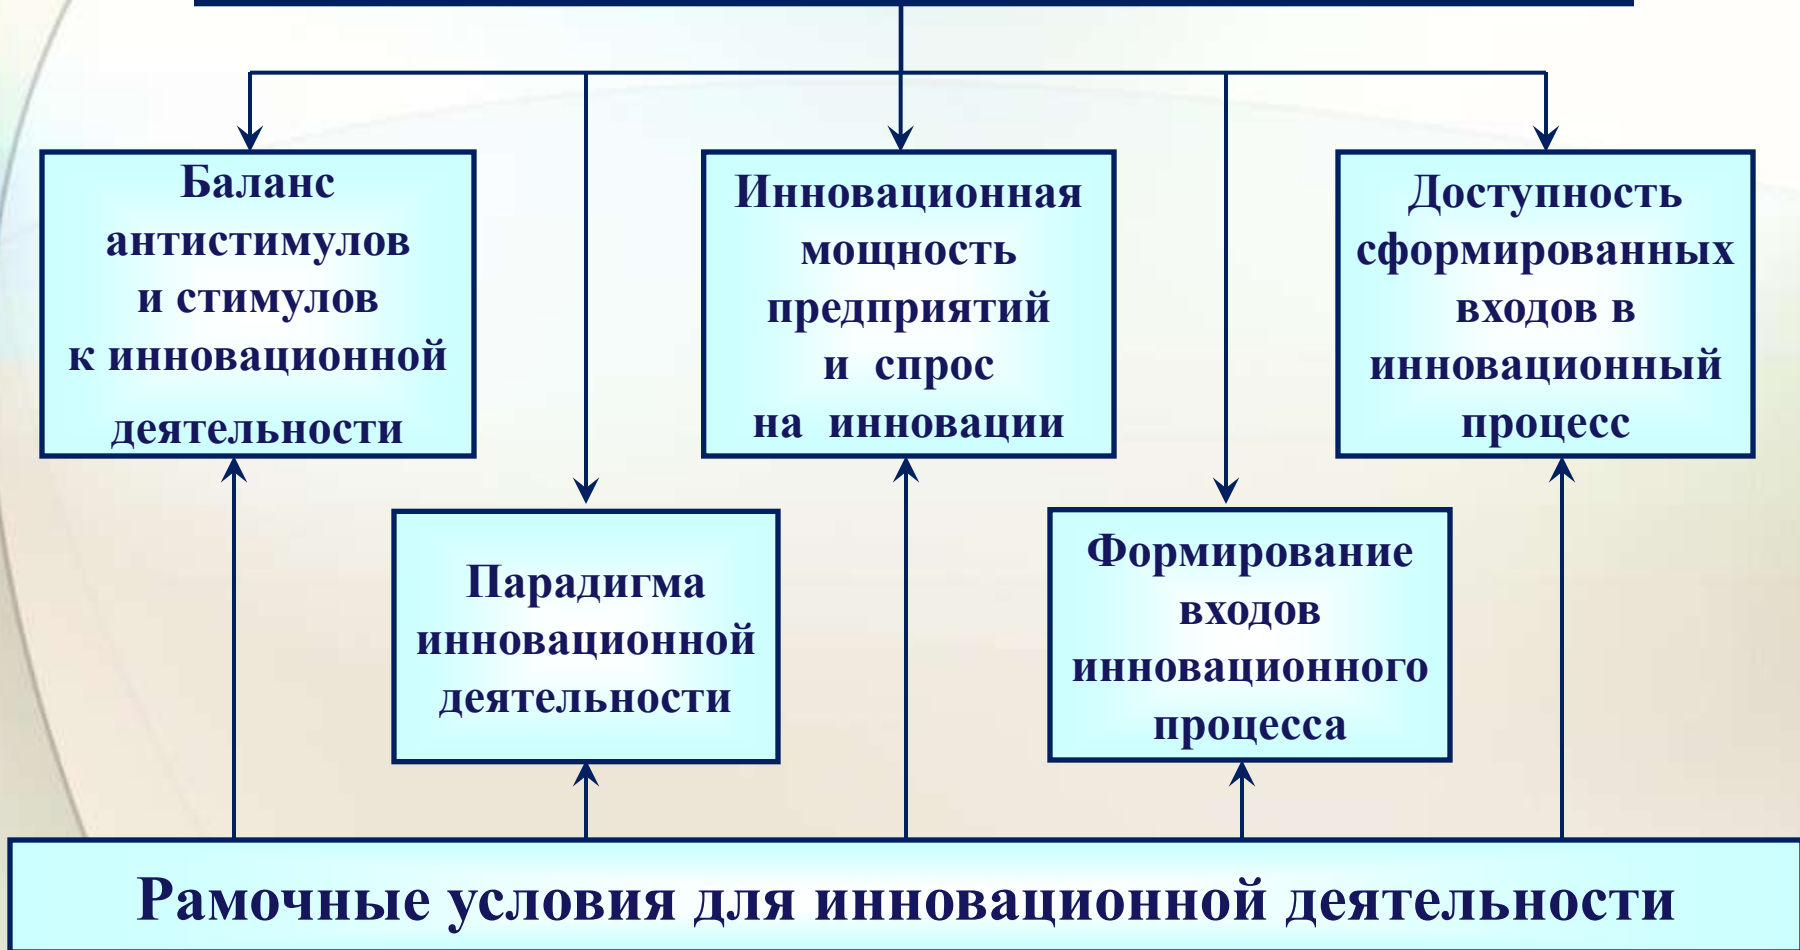 Баланс
антистимулов
и стимулов
к инновационной
деятельности
Инновационная
мощность
предприятий
и спрос
на инновации
Доступность
сформированных
входов в
инновационный
процесс
Парадигма
инновационной
деятельности
Формирование
входов
инновационного
процесса
Рамочные условия для инновационной деятельности